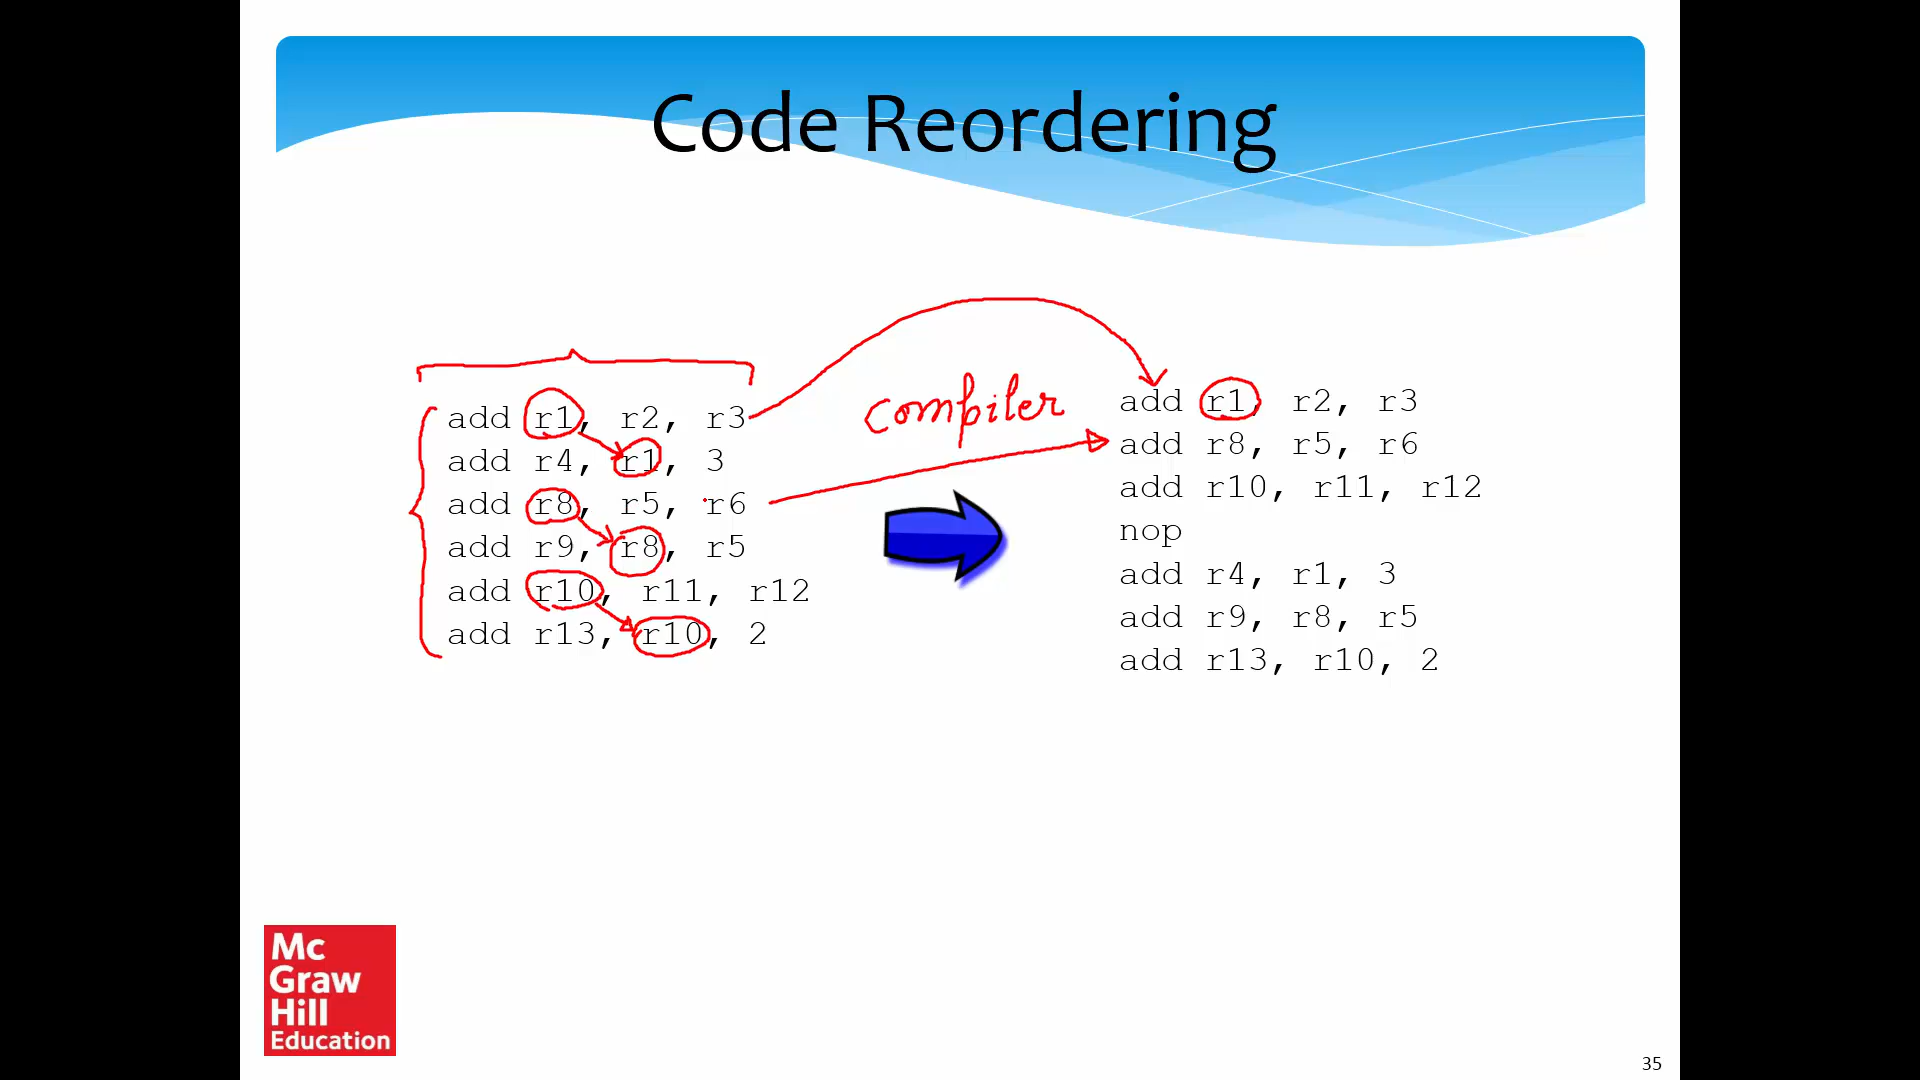 Code Reordering
add r1, r2, r3
add r4, r1, 3
add r8, r5, r6
add r9, r8, r5
add r10, r11, r12
add r13, r10, 2
compiler
add r1, r2, r3
add r8, r5, r6
add r10, r11, r12
nop
add r4, r1, 3
add r9, r8, r5
add r13, r10, 2
Mc
Graw
Hill
Education
35